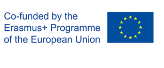 Co-funded by the
Erasmus+ Programme
of the European Union